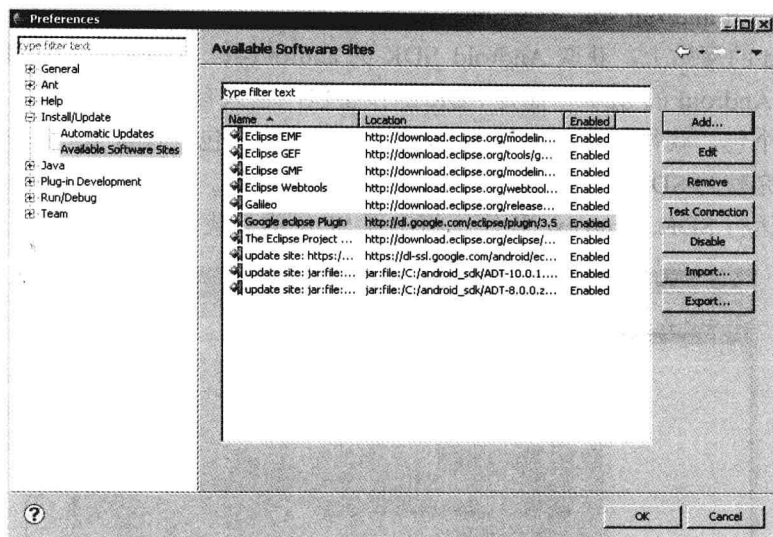 Preferences
type filter text
General
Ant
Help
Install/Update
Automatic Updates
Available Software Sites
Java
Plug-in Development
Run/Debug
Team
Available Software Sites
type filter text
Name Location Enabled
Eclipse EMF http://download.eclipse.org/modelin... Enabled
Eclipse GEF http://download.eclipse.org/tools/g... Enabled
Eclipse GMF http://download.eclipse.org/modelin... Enabled
Eclipse Webtools http://download.eclipse.org/webtool... Enabled
Galileo http://download.eclipse.org/release... Enabled
Google eclipse Plugin http://dl.google.com/eclipse/plugin/3.5 Enabled
The Eclipse Project ... http://download.eclipse.org/eclipse/... Enabled
update site: https:/... https://dl-ssl.google.com/android/ec... Enabled
update site: jar:file:... jar:file:/C:/android_sdk/ADT-10.0.1.... Enabled
update site: jar:file:... jar:file:/C:/android_sdk/ADT-8.0.0.z... Enabled
Add...
Edit
Remove
Test Connection
Disable
Import...
Export...
OK
Cancel